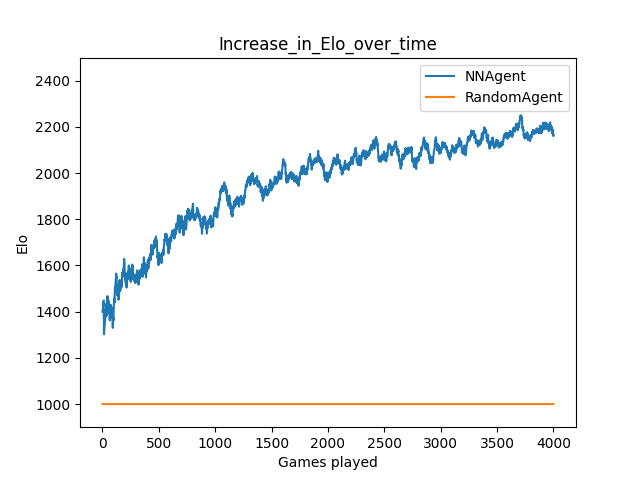 Increase_in_Elo_over_time
NNAgent
RandomAgent
2400
2200
2000
1800
1600
1400
1200
1000
Elo
0 500 1000 1500 2000 2500 3000 3500 4000
Games played